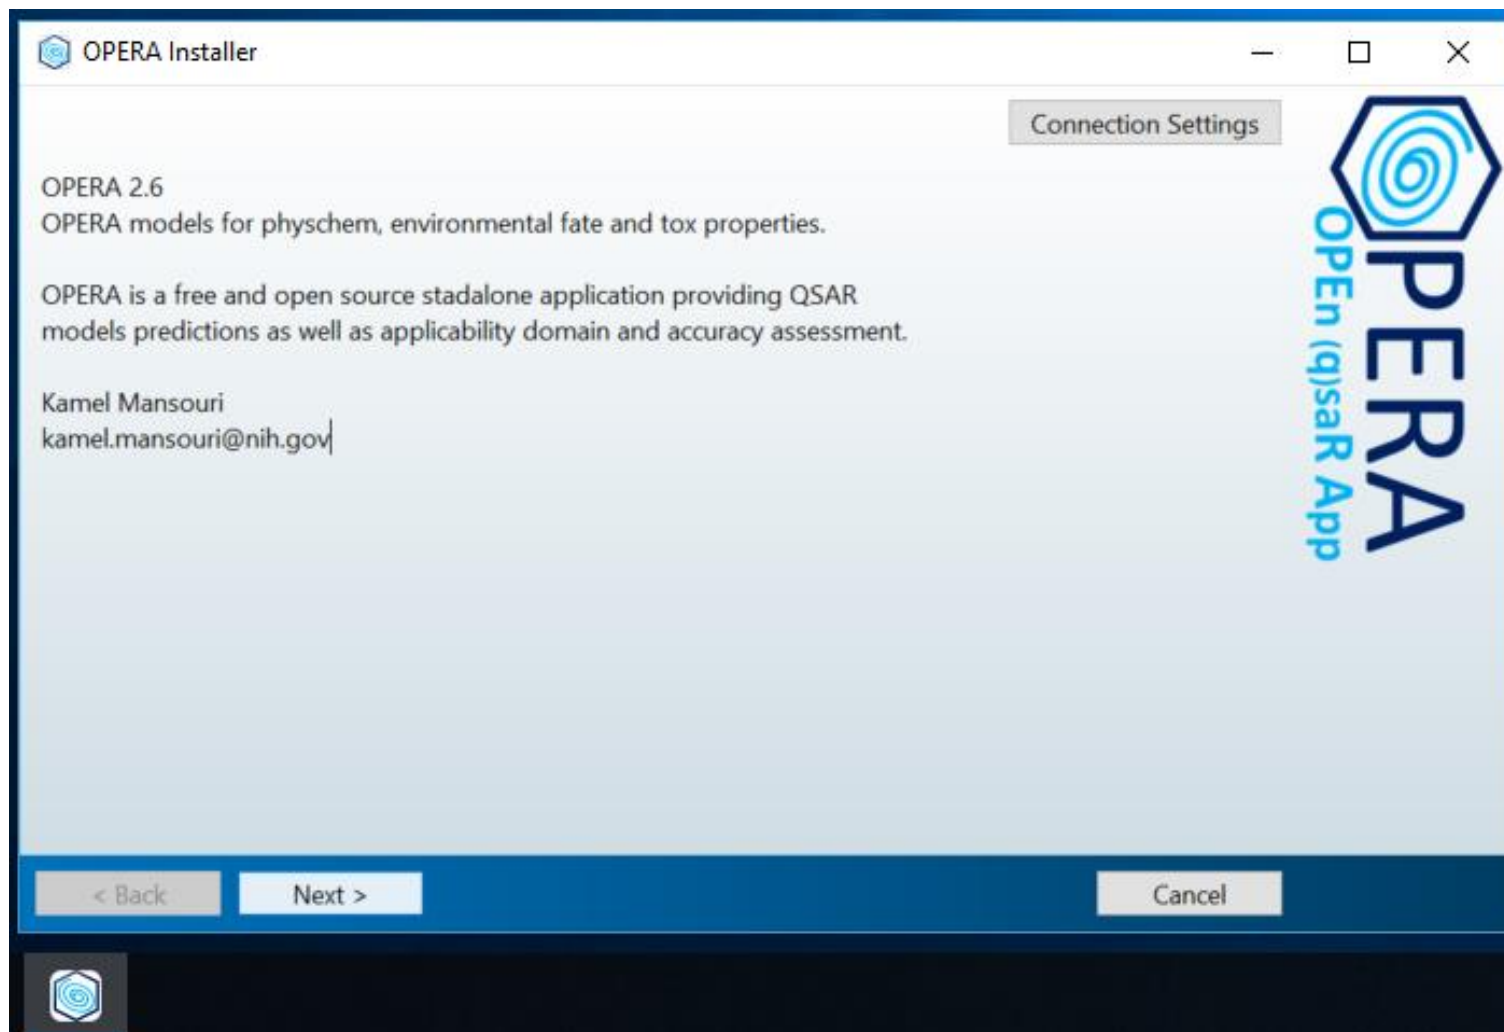 OPERA Installer
Connection Settings
OPERA 2.6
OPERA models for physchem, environmental fate and tox properties.
OPERA is a free and open source stadalone application providing QSAR
models predictions as well as applicability domain and accuracy assessment.
Kamel Mansouri
kamel.mansouri@nih.gov
OPERA
OPEn (q)saR App
< Back
Next >
Cancel